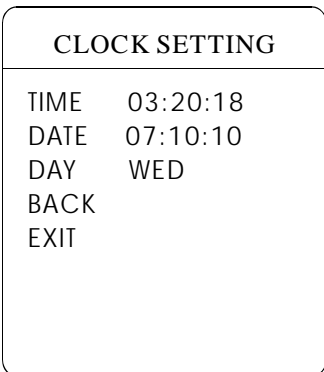 CLOCK SETTING
TIME 03:20:18
DATE 07:10:10
DAY WED
BACK
EXIT